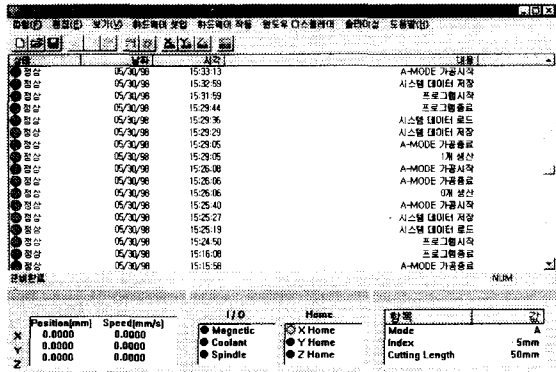 파일(F) 편집(E) 보기(V) 하드웨어 셋업 하드웨어 작동 윈도우 디스플레이 슬라이싱 도움말(H)
상태 날짜 시각 내용
정상 05/30/98 15:33:13 A-MODE 가공시작
정상 05/30/98 15:32:59 시스템 데이터 저장
정상 05/30/98 15:31:59 프로그램시작
정상 05/30/98 15:29:44 프로그램종료
정상 05/30/98 15:29:36 시스템 데이터 로드
정상 05/30/98 15:29:29 시스템 데이터 저장
정상 05/30/98 15:29:05 A-MODE 가공종료
정상 05/30/98 15:29:05 1개 생산
정상 05/30/98 15:26:08 A-MODE 가공시작
정상 05/30/98 15:26:06 A-MODE 가공종료
정상 05/30/98 15:26:06 0개 생산
정상 05/30/98 15:25:40 A-MODE 가공시작
정상 05/30/98 15:25:27 시스템 데이터 저장
정상 05/30/98 15:25:19 시스템 데이터 로드
정상 05/30/98 15:24:50 프로그램시작
정상 05/30/98 15:16:08 프로그램종료
정상 05/30/98 15:15:58 A-MODE 가공종료
준비완료 NUM
Position(mm) Speed(mm/s)
X 0.0000 0.0000
Y 0.0000 0.0000
Z 0.0000 0.0000
I/O
Magnetic
Coolant
Spindle
Home
X Home
Y Home
Z Home
항목 값
Mode A
Index 5mm
Cutting Length 50mm